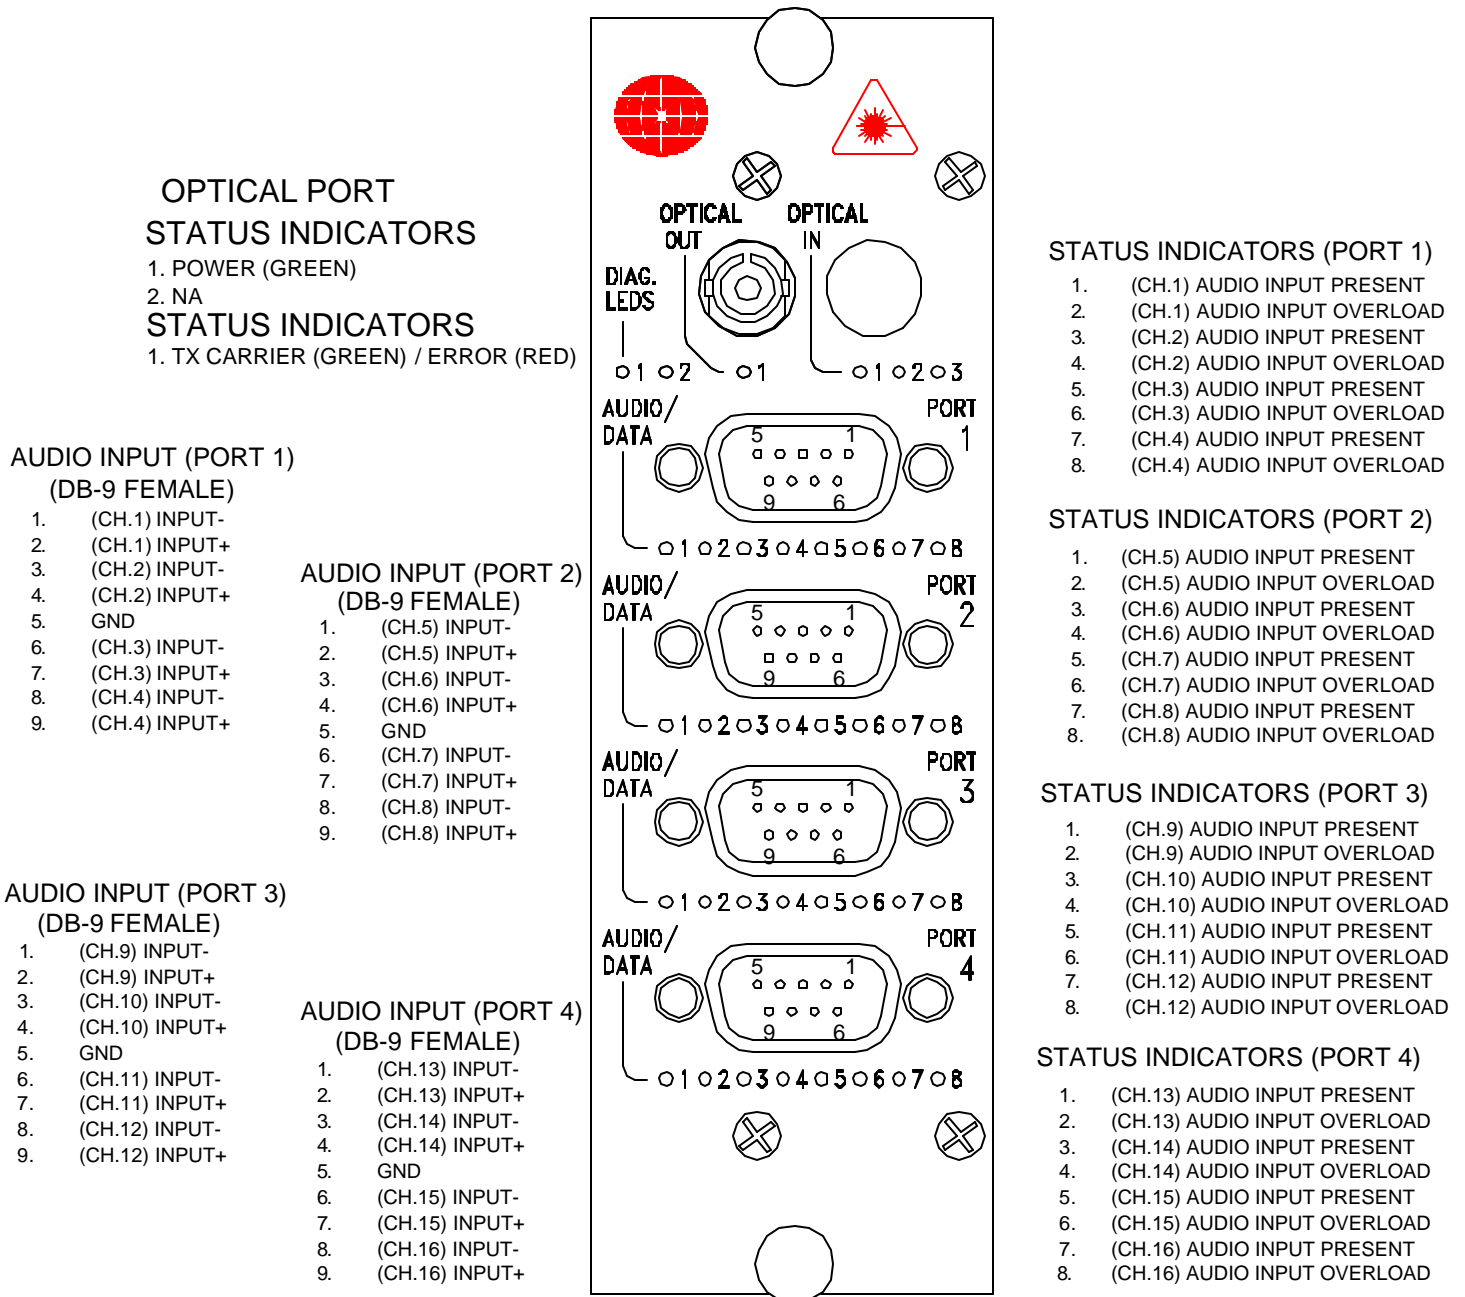 OPTICAL PORT
STATUS INDICATORS
1. POWER (GREEN)
2. NA
STATUS INDICATORS
1. TX CARRIER (GREEN) / ERROR (RED)
AUDIO INPUT (PORT 1)
(DB-9 FEMALE)
1. (CH.1) INPUT-
2. (CH.1) INPUT+
3. (CH.2) INPUT-
4. (CH.2) INPUT+
5. GND
6. (CH.3) INPUT-
7. (CH.3) INPUT+
8. (CH.4) INPUT-
9. (CH.4) INPUT+
AUDIO INPUT (PORT 2)
(DB-9 FEMALE)
1. (CH.5) INPUT-
2. (CH.5) INPUT+
3. (CH.6) INPUT-
4. (CH.6) INPUT+
5. GND
6. (CH.7) INPUT-
7. (CH.7) INPUT+
8. (CH.8) INPUT-
9. (CH.8) INPUT+
AUDIO INPUT (PORT 3)
(DB-9 FEMALE)
1. (CH.9) INPUT-
2. (CH.9) INPUT+
3. (CH.10) INPUT-
4. (CH.10) INPUT+
5. GND
6. (CH.11) INPUT-
7. (CH.11) INPUT+
8. (CH.12) INPUT-
9. (CH.12) INPUT+
AUDIO INPUT (PORT 4)
(DB-9 FEMALE)
1. (CH.13) INPUT-
2. (CH.13) INPUT+
3. (CH.14) INPUT-
4. (CH.14) INPUT+
5. GND
6. (CH.15) INPUT-
7. (CH.15) INPUT+
8. (CH.16) INPUT-
9. (CH.16) INPUT+
OPTICAL OUT
OPTICAL IN
DIAG. LEDS
1 2 1 1 2 3
AUDIO/ DATA
PORT 1
5 1
9 6
1 2 3 4 5 6 7 8
AUDIO/ DATA
PORT 2
5 1
9 6
1 2 3 4 5 6 7 8
AUDIO/ DATA
PORT 3
5 1
9 6
1 2 3 4 5 6 7 8
AUDIO/ DATA
PORT 4
5 1
9 6
1 2 3 4 5 6 7 8
STATUS INDICATORS (PORT 1)
1. (CH.1) AUDIO INPUT PRESENT
2. (CH.1) AUDIO INPUT OVERLOAD
3. (CH.2) AUDIO INPUT PRESENT
4. (CH.2) AUDIO INPUT OVERLOAD
5. (CH.3) AUDIO INPUT PRESENT
6. (CH.3) AUDIO INPUT OVERLOAD
7. (CH.4) AUDIO INPUT PRESENT
8. (CH.4) AUDIO INPUT OVERLOAD
STATUS INDICATORS (PORT 2)
1. (CH.5) AUDIO INPUT PRESENT
2. (CH.5) AUDIO INPUT OVERLOAD
3. (CH.6) AUDIO INPUT PRESENT
4. (CH.6) AUDIO INPUT OVERLOAD
5. (CH.7) AUDIO INPUT PRESENT
6. (CH.7) AUDIO INPUT OVERLOAD
7. (CH.8) AUDIO INPUT PRESENT
8. (CH.8) AUDIO INPUT OVERLOAD
STATUS INDICATORS (PORT 3)
1. (CH.9) AUDIO INPUT PRESENT
2. (CH.9) AUDIO INPUT OVERLOAD
3. (CH.10) AUDIO INPUT PRESENT
4. (CH.10) AUDIO INPUT OVERLOAD
5. (CH.11) AUDIO INPUT PRESENT
6. (CH.11) AUDIO INPUT OVERLOAD
7. (CH.12) AUDIO INPUT PRESENT
8. (CH.12) AUDIO INPUT OVERLOAD
STATUS INDICATORS (PORT 4)
1. (CH.13) AUDIO INPUT PRESENT
2. (CH.13) AUDIO INPUT OVERLOAD
3. (CH.14) AUDIO INPUT PRESENT
4. (CH.14) AUDIO INPUT OVERLOAD
5. (CH.15) AUDIO INPUT PRESENT
6. (CH.15) AUDIO INPUT OVERLOAD
7. (CH.16) AUDIO INPUT PRESENT
8. (CH.16) AUDIO INPUT OVERLOAD